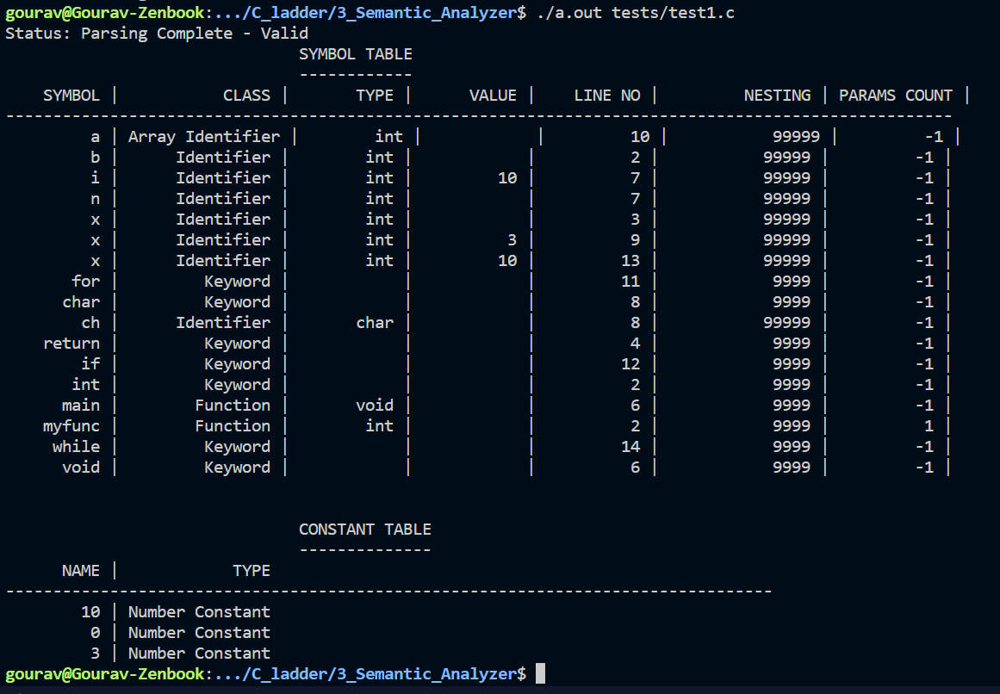 gourav@Gourav-Zenbook:.../C_ladder/3_Semantic_Analyzer$ ./a.out tests/test1.c
Status: Parsing Complete - Valid
                               SYMBOL TABLE
                               ------------
    SYMBOL |           CLASS |       TYPE |      VALUE |    LINE NO |         NESTING | PARAMS COUNT |
----------------------------------------------------------------------------------------------------
         a | Array Identifier |        int |            |         10 |           99999 |         -1 |
         b |      Identifier |        int |            |          2 |           99999 |         -1 |
         i |      Identifier |        int |         10 |          7 |           99999 |         -1 |
         n |      Identifier |        int |            |          7 |           99999 |         -1 |
         x |      Identifier |        int |            |          3 |           99999 |         -1 |
         x |      Identifier |        int |          3 |          9 |           99999 |         -1 |
         x |      Identifier |        int |         10 |         13 |           99999 |         -1 |
       for |         Keyword |            |            |         11 |            9999 |         -1 |
      char |         Keyword |            |            |          8 |            9999 |         -1 |
        ch |      Identifier |       char |            |          8 |           99999 |         -1 |
    return |         Keyword |            |            |          4 |            9999 |         -1 |
        if |         Keyword |            |            |         12 |            9999 |         -1 |
       int |         Keyword |            |            |          2 |            9999 |         -1 |
      main |        Function |       void |            |          6 |            9999 |         -1 |
    myfunc |        Function |        int |            |          2 |            9999 |          1 |
     while |         Keyword |            |            |         14 |            9999 |         -1 |
      void |         Keyword |            |            |          6 |            9999 |         -1 |
                               CONSTANT TABLE
                               --------------
      NAME |            TYPE
---------------------------------------------------------------------------------
        10 | Number Constant
         0 | Number Constant
         3 | Number Constant
gourav@Gourav-Zenbook:.../C_ladder/3_Semantic_Analyzer$